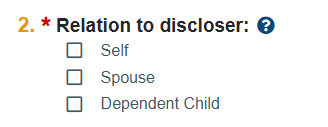 2. * Relation to discloser: ?
Self
Spouse
Dependent Child